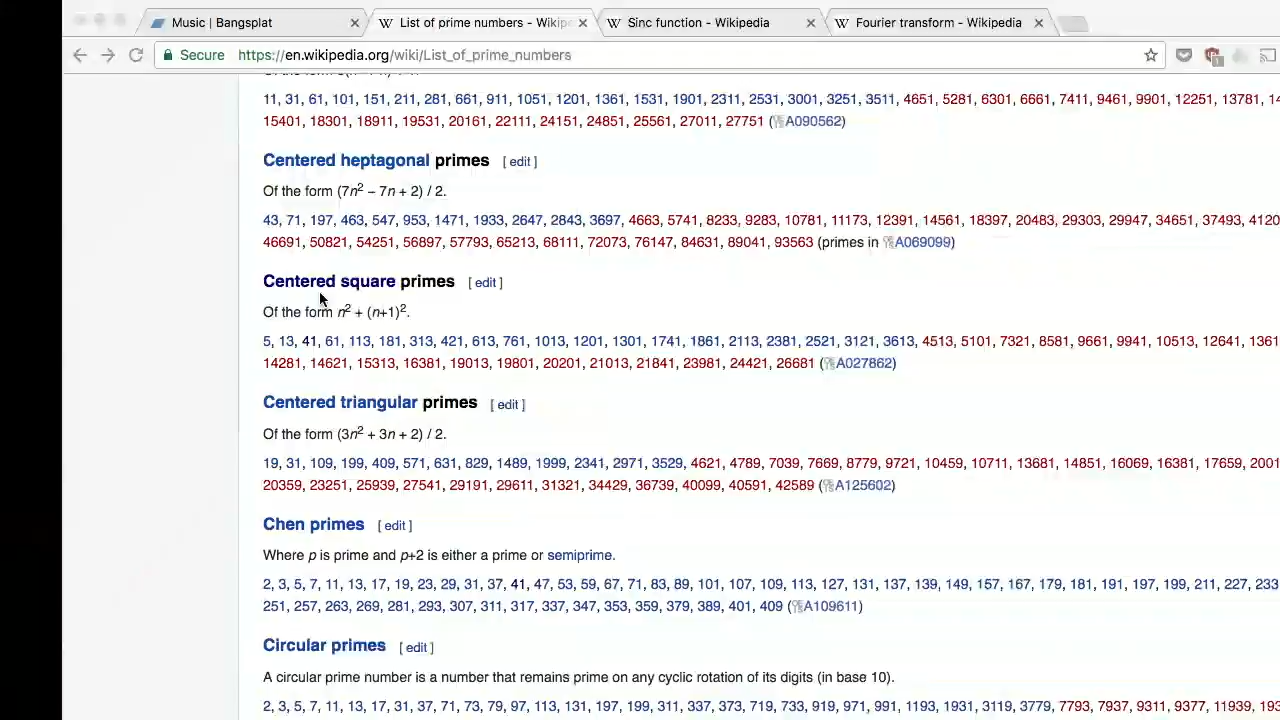 Music | Bangsplat
List of prime numbers - Wikipe
Sinc function - Wikipedia
Fourier transform - Wikipedia
Secure https://en.wikipedia.org/wiki/List_of_prime_numbers
11, 31, 61, 101, 151, 211, 281, 661, 911, 1051, 1201, 1361, 1531, 1901, 2311, 2531, 3001, 3251, 3511, 4651, 5281, 6301, 6661, 7411, 9461, 9901, 12251, 13781, 14
15401, 18301, 18911, 19531, 20161, 22111, 24151, 24851, 25561, 27011, 27751 (A090562)
Centered heptagonal primes [ edit ]
Of the form (7n² − 7n + 2) / 2.
43, 71, 197, 463, 547, 953, 1471, 1933, 2647, 2843, 3697, 4663, 5741, 8233, 9283, 10781, 11173, 12391, 14561, 18397, 20483, 29303, 29947, 34651, 37493, 4120
46691, 50821, 54251, 56897, 57793, 65213, 68111, 72073, 76147, 84631, 89041, 93563 (primes in A069099)
Centered square primes [ edit ]
Of the form n² + (n+1)².
5, 13, 41, 61, 113, 181, 313, 421, 613, 761, 1013, 1201, 1301, 1741, 1861, 2113, 2381, 2521, 3121, 3613, 4513, 5101, 7321, 8581, 9661, 9941, 10513, 12641, 1361
14281, 14621, 15313, 16381, 19013, 19801, 20201, 21013, 21841, 23981, 24421, 26681 (A027862)
Centered triangular primes [ edit ]
Of the form (3n² + 3n + 2) / 2.
19, 31, 109, 199, 409, 571, 631, 829, 1489, 1999, 2341, 2971, 3529, 4621, 4789, 7039, 7669, 8779, 9721, 10459, 10711, 13681, 14851, 16069, 16381, 17659, 2001
20359, 23251, 25939, 27541, 29191, 29611, 31321, 34429, 36739, 40099, 40591, 42589 (A125602)
Chen primes [ edit ]
Where p is prime and p+2 is either a prime or semiprime.
2, 3, 5, 7, 11, 13, 17, 19, 23, 29, 31, 37, 41, 47, 53, 59, 67, 71, 83, 89, 101, 107, 109, 113, 127, 131, 137, 139, 149, 157, 167, 179, 181, 191, 197, 199, 211, 227, 233
251, 257, 263, 269, 281, 293, 307, 311, 317, 337, 347, 353, 359, 379, 389, 401, 409 (A109611)
Circular primes [ edit ]
A circular prime number is a number that remains prime on any cyclic rotation of its digits (in base 10).
2, 3, 5, 7, 11, 13, 17, 31, 37, 71, 73, 79, 97, 113, 131, 197, 199, 311, 337, 373, 719, 733, 919, 971, 991, 1193, 1931, 3119, 3779, 7793, 7937, 9311, 9377, 11939, 193